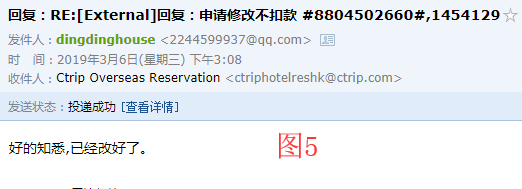 回复：RE:[External]回复：申请修改不扣款 #8804502660#,1454129
发件人：dingdinghouse <2244599937@qq.com>
时　间：2019年3月6日(星期三) 下午3:08
收件人：Ctrip Overseas Reservation <ctriphotelreshk@ctrip.com>
发送状态：投递成功 [查看详情]
好的知悉,已经改好了。
图5